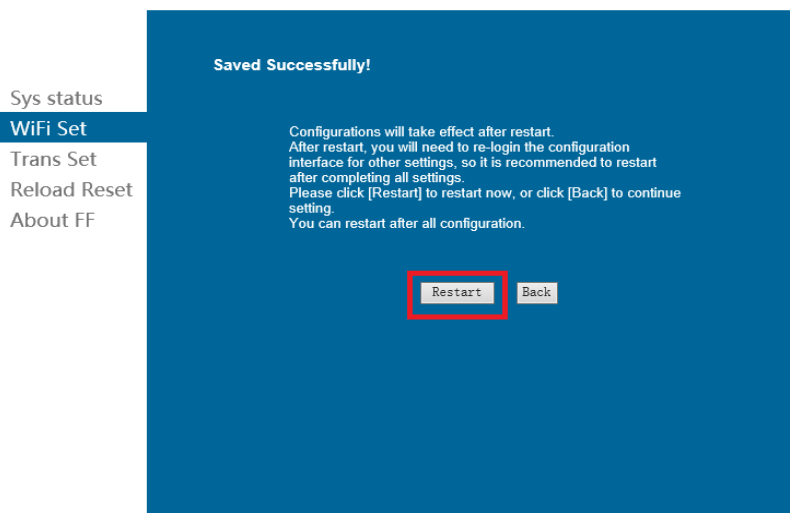 Saved Successfully!
Sys status
WiFi Set
Trans Set
Reload Reset
About FF
Configurations will take effect after restart.
After restart, you will need to re-login the configuration
interface for other settings, so it is recommended to restart
after completing all settings.
Please click [Restart] to restart now, or click [Back] to continue
setting.
You can restart after all configuration.
Restart
Back